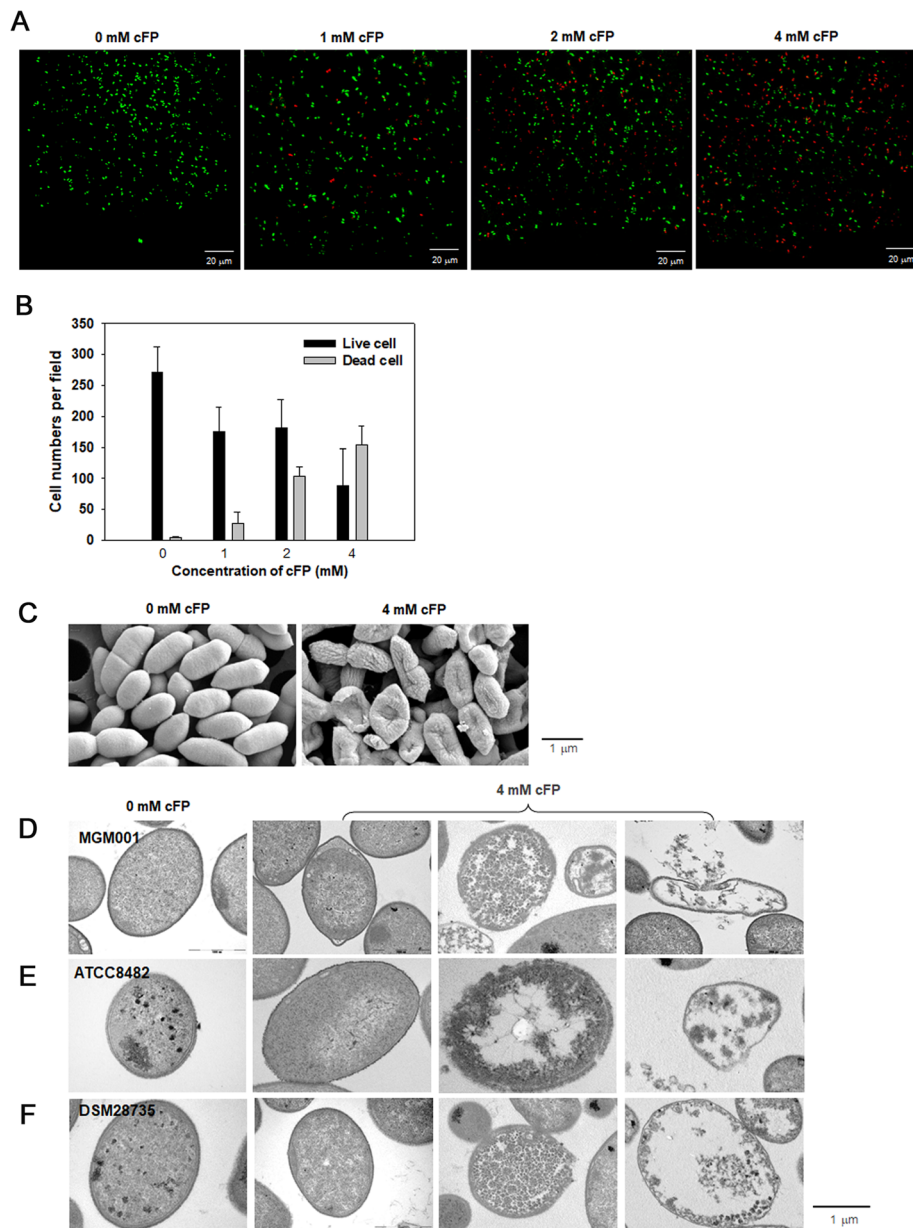 A
0 mM cFP
1 mM cFP
2 mM cFP
4 mM cFP
20 μm
20 μm
20 μm
20 μm
B
350
300
250
200
150
100
50
0
Cell numbers per field
Live cell
Dead cell
0
1
2
4
Concentration of cFP (mM)
C
0 mM cFP
4 mM cFP
1 μm
0 mM cFP
4 mM cFP
D
MGM001
E
ATCC8482
F
DSM28735
1 μm